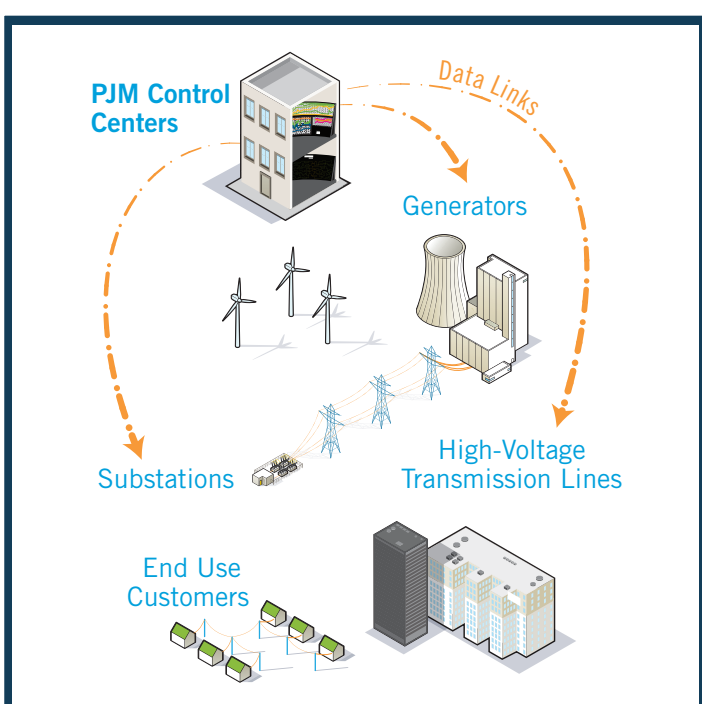 PJM Control
Centers
Data Links
Generators
Substations
High-Voltage
Transmission Lines
End Use
Customers